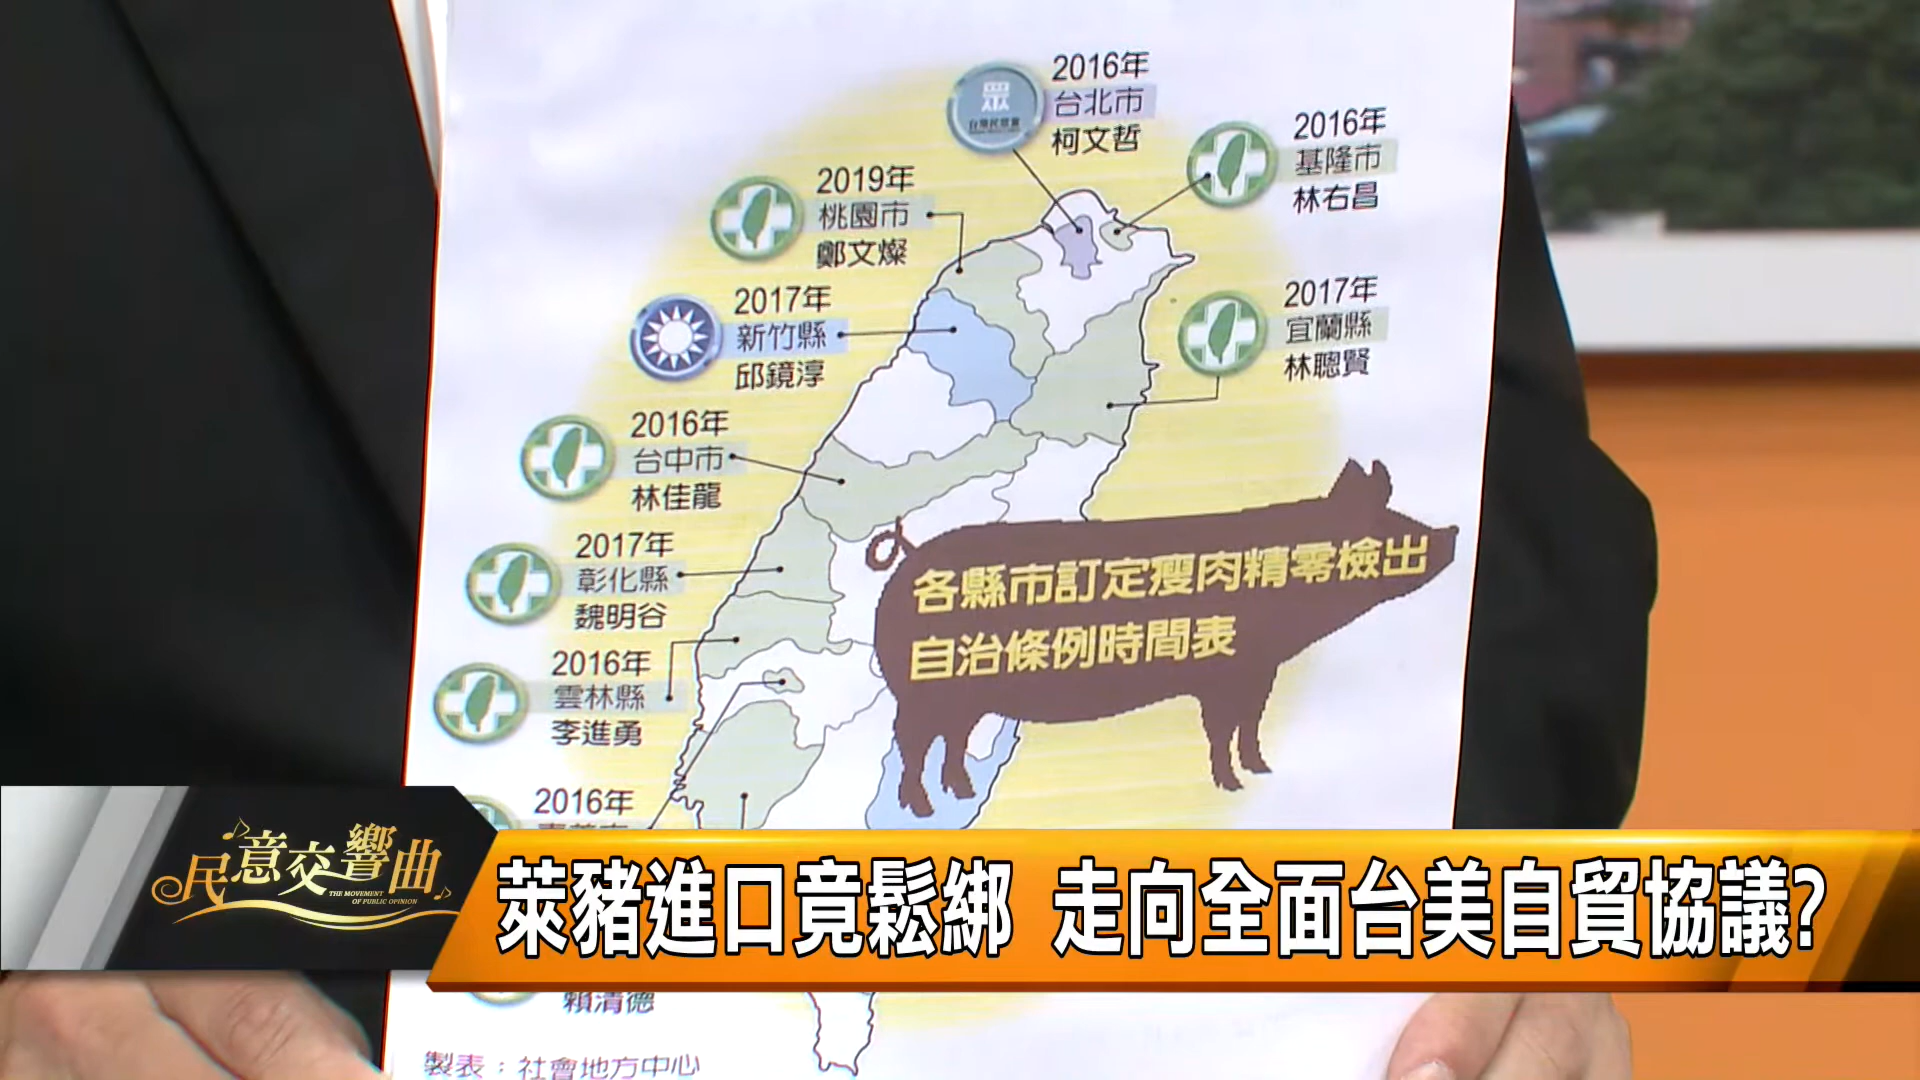 2016年
台北市
柯文哲
眾
台灣民眾黨
2016年
基隆市
林右昌
2019年
桃園市
鄭文燦
2017年
新竹縣
邱鏡淳
2017年
宜蘭縣
林聰賢
2016年
台中市
林佳龍
2017年
彰化縣
魏明谷
2016年
雲林縣
李進勇
各縣市訂定瘦肉精零檢出
自治條例時間表
2016年
民意交響曲
THE MOVEMENT
OF PUBLIC OPINION
萊豬進口竟鬆綁 走向全面台美自貿協議?
賴清德
製表：社會地方中心